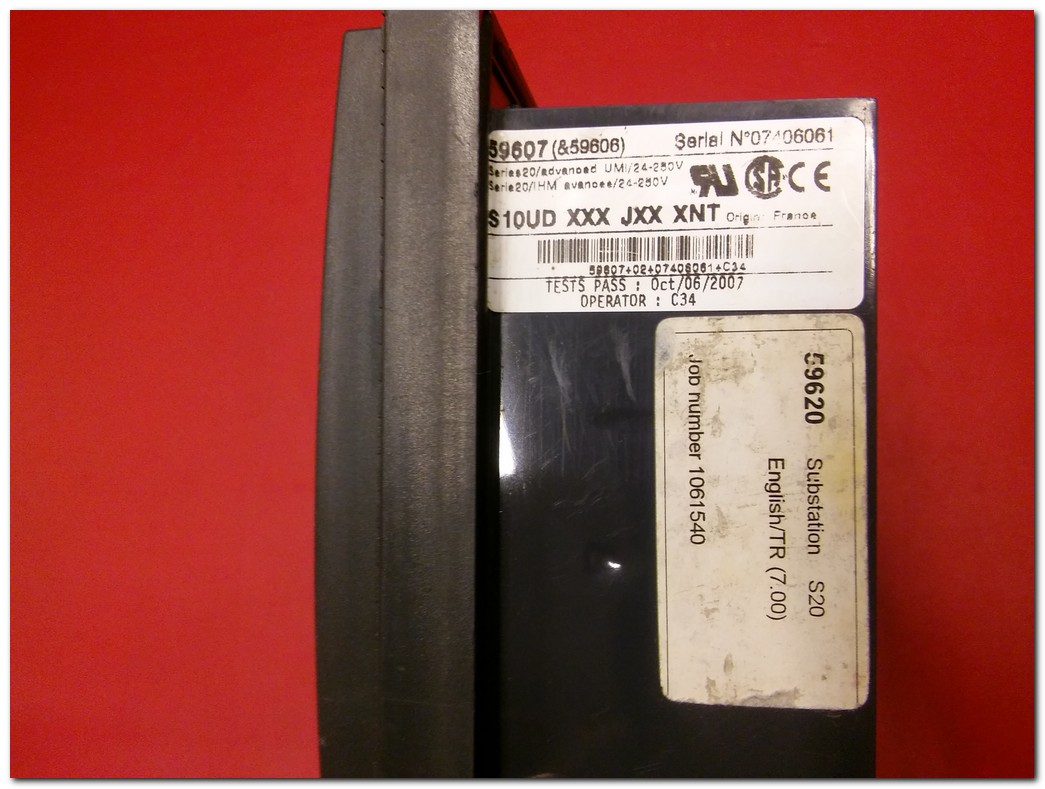 59607 (&59606) Serial N°07406061
Series20/advanced UMI/24-250V
Serie20/IHM avancee/24-250V
S10UD XXX JXX XNT Origin: France
59607+02+07406061+C34
TESTS PASS : Oct/06/2007
OPERATOR : C34
59620 Substation S20
English/TR (7.00)
Job number 1061540